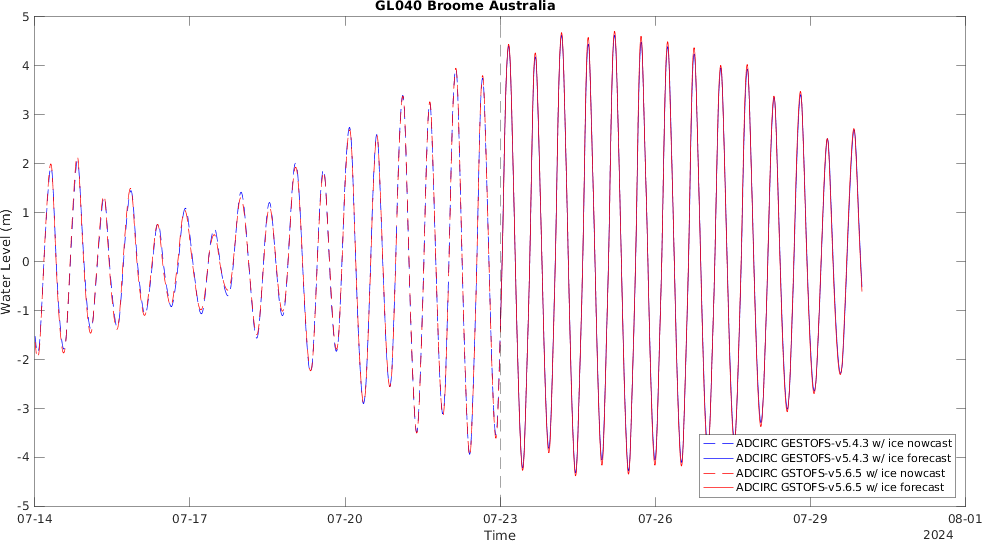 GL040 Broome Australia
5
4
3
2
1
0
-1
-2
-3
-4
-5
Water Level (m)
ADCIRC GESTOFS-v5.4.3 w/ ice nowcast
ADCIRC GESTOFS-v5.4.3 w/ ice forecast
ADCIRC GSTOFS-v5.6.5 w/ ice nowcast
ADCIRC GSTOFS-v5.6.5 w/ ice forecast
07-14 07-17 07-20 07-23 07-26 07-29 08-01
Time
2024